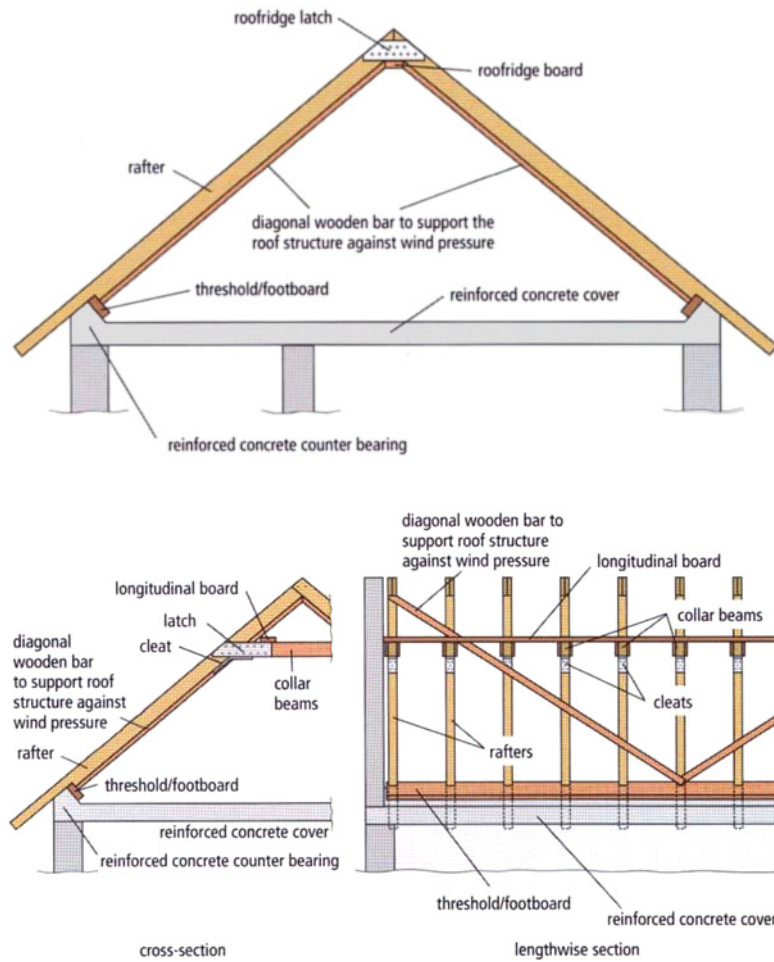 roofridge latch
roofridge board
rafter
diagonal wooden bar to support the
roof structure against wind pressure
threshold/footboard
reinforced concrete cover
reinforced concrete counter bearing
diagonal wooden bar to
support roof structure
against wind pressure
longitudinal board
longitudinal board
latch
cleat
collar beams
diagonal
wooden bar
to support roof
structure against
wind pressure
collar
beams
cleats
rafter
rafters
threshold/footboard
reinforced concrete cover
reinforced concrete counter bearing
threshold/footboard
reinforced concrete cover
cross-section
lengthwise section